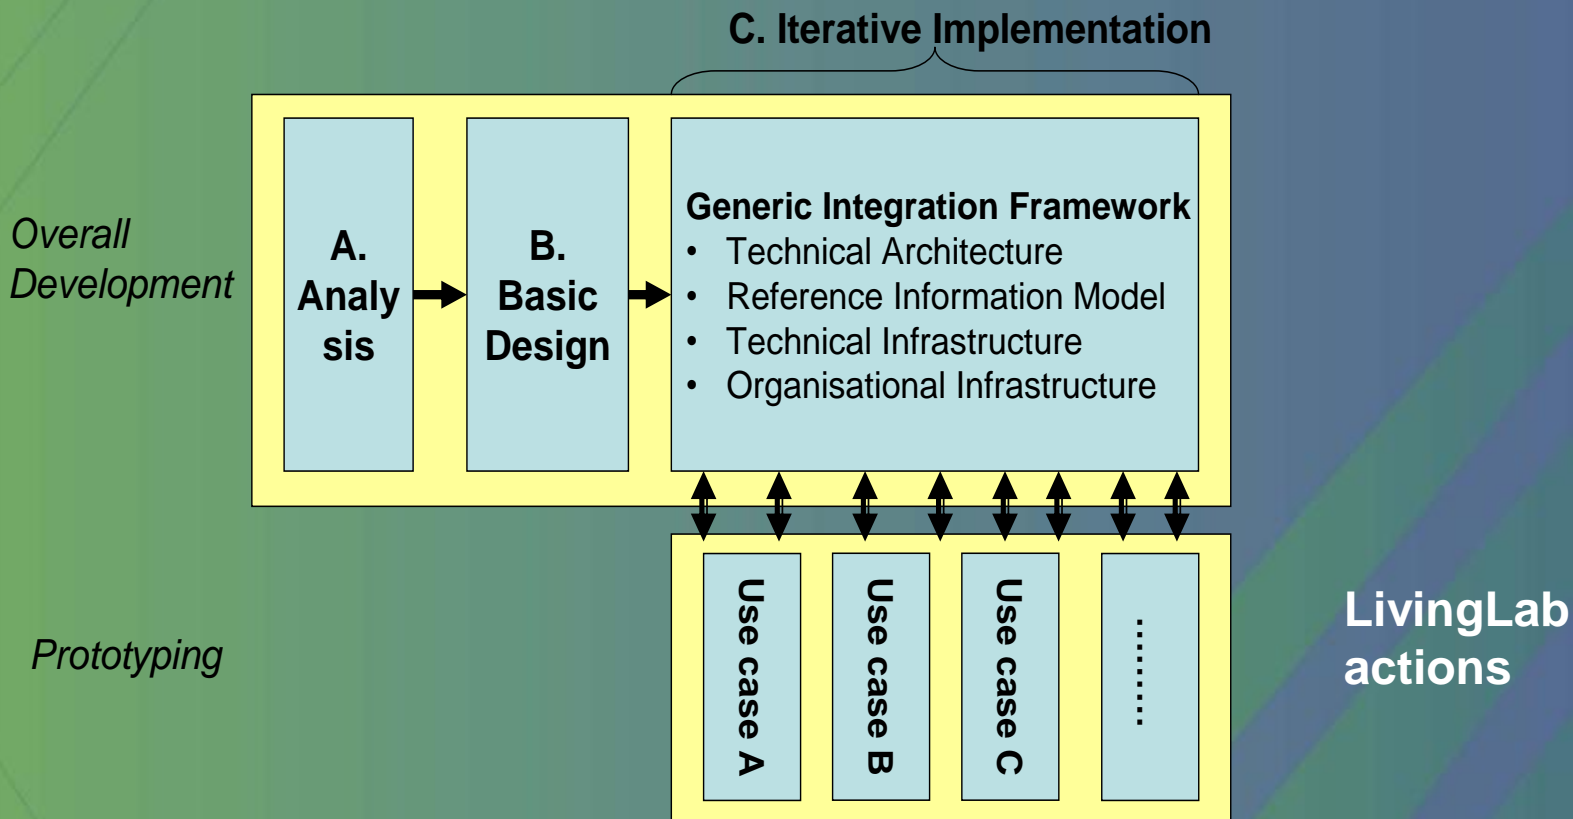 C. Iterative Implementation
Overall
Development
A.
Analy
sis
B.
Basic
Design
Generic Integration Framework
• Technical Architecture
• Reference Information Model
• Technical Infrastructure
• Organisational Infrastructure
Prototyping
Use case A
Use case B
Use case C
.........
LivingLab
actions